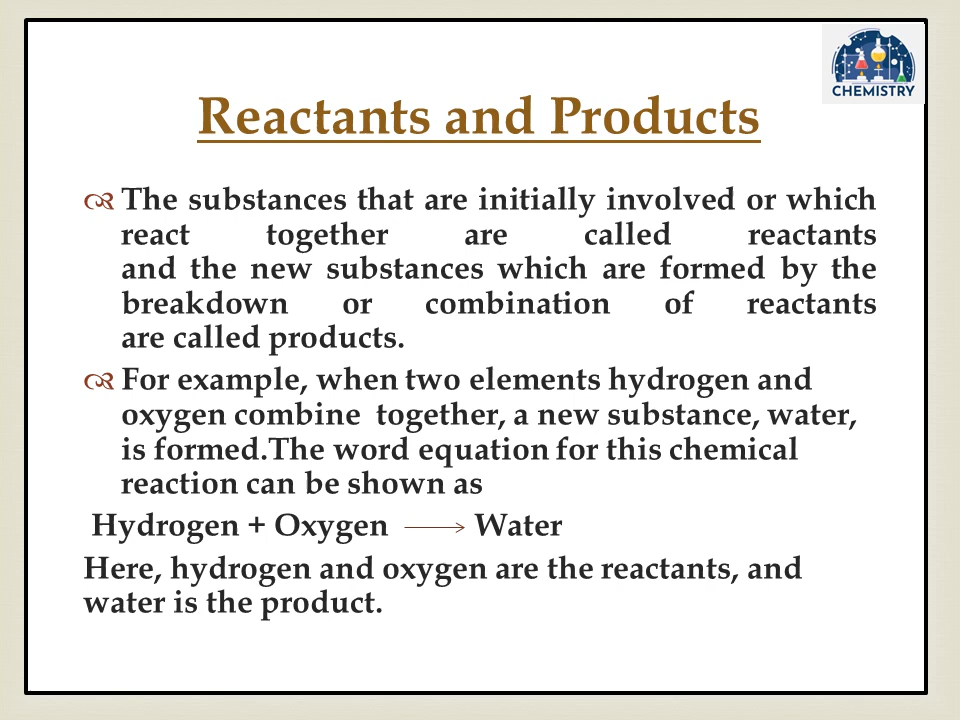 CHEMISTRY
Reactants and Products
The substances that are initially involved or which
react together are called reactants
and the new substances which are formed by the
breakdown or combination of reactants
are called products.
For example, when two elements hydrogen and
oxygen combine  together, a new substance, water,
is formed.The word equation for this chemical
reaction can be shown as
Hydrogen + Oxygen ⟶ Water
Here, hydrogen and oxygen are the reactants, and
water is the product.